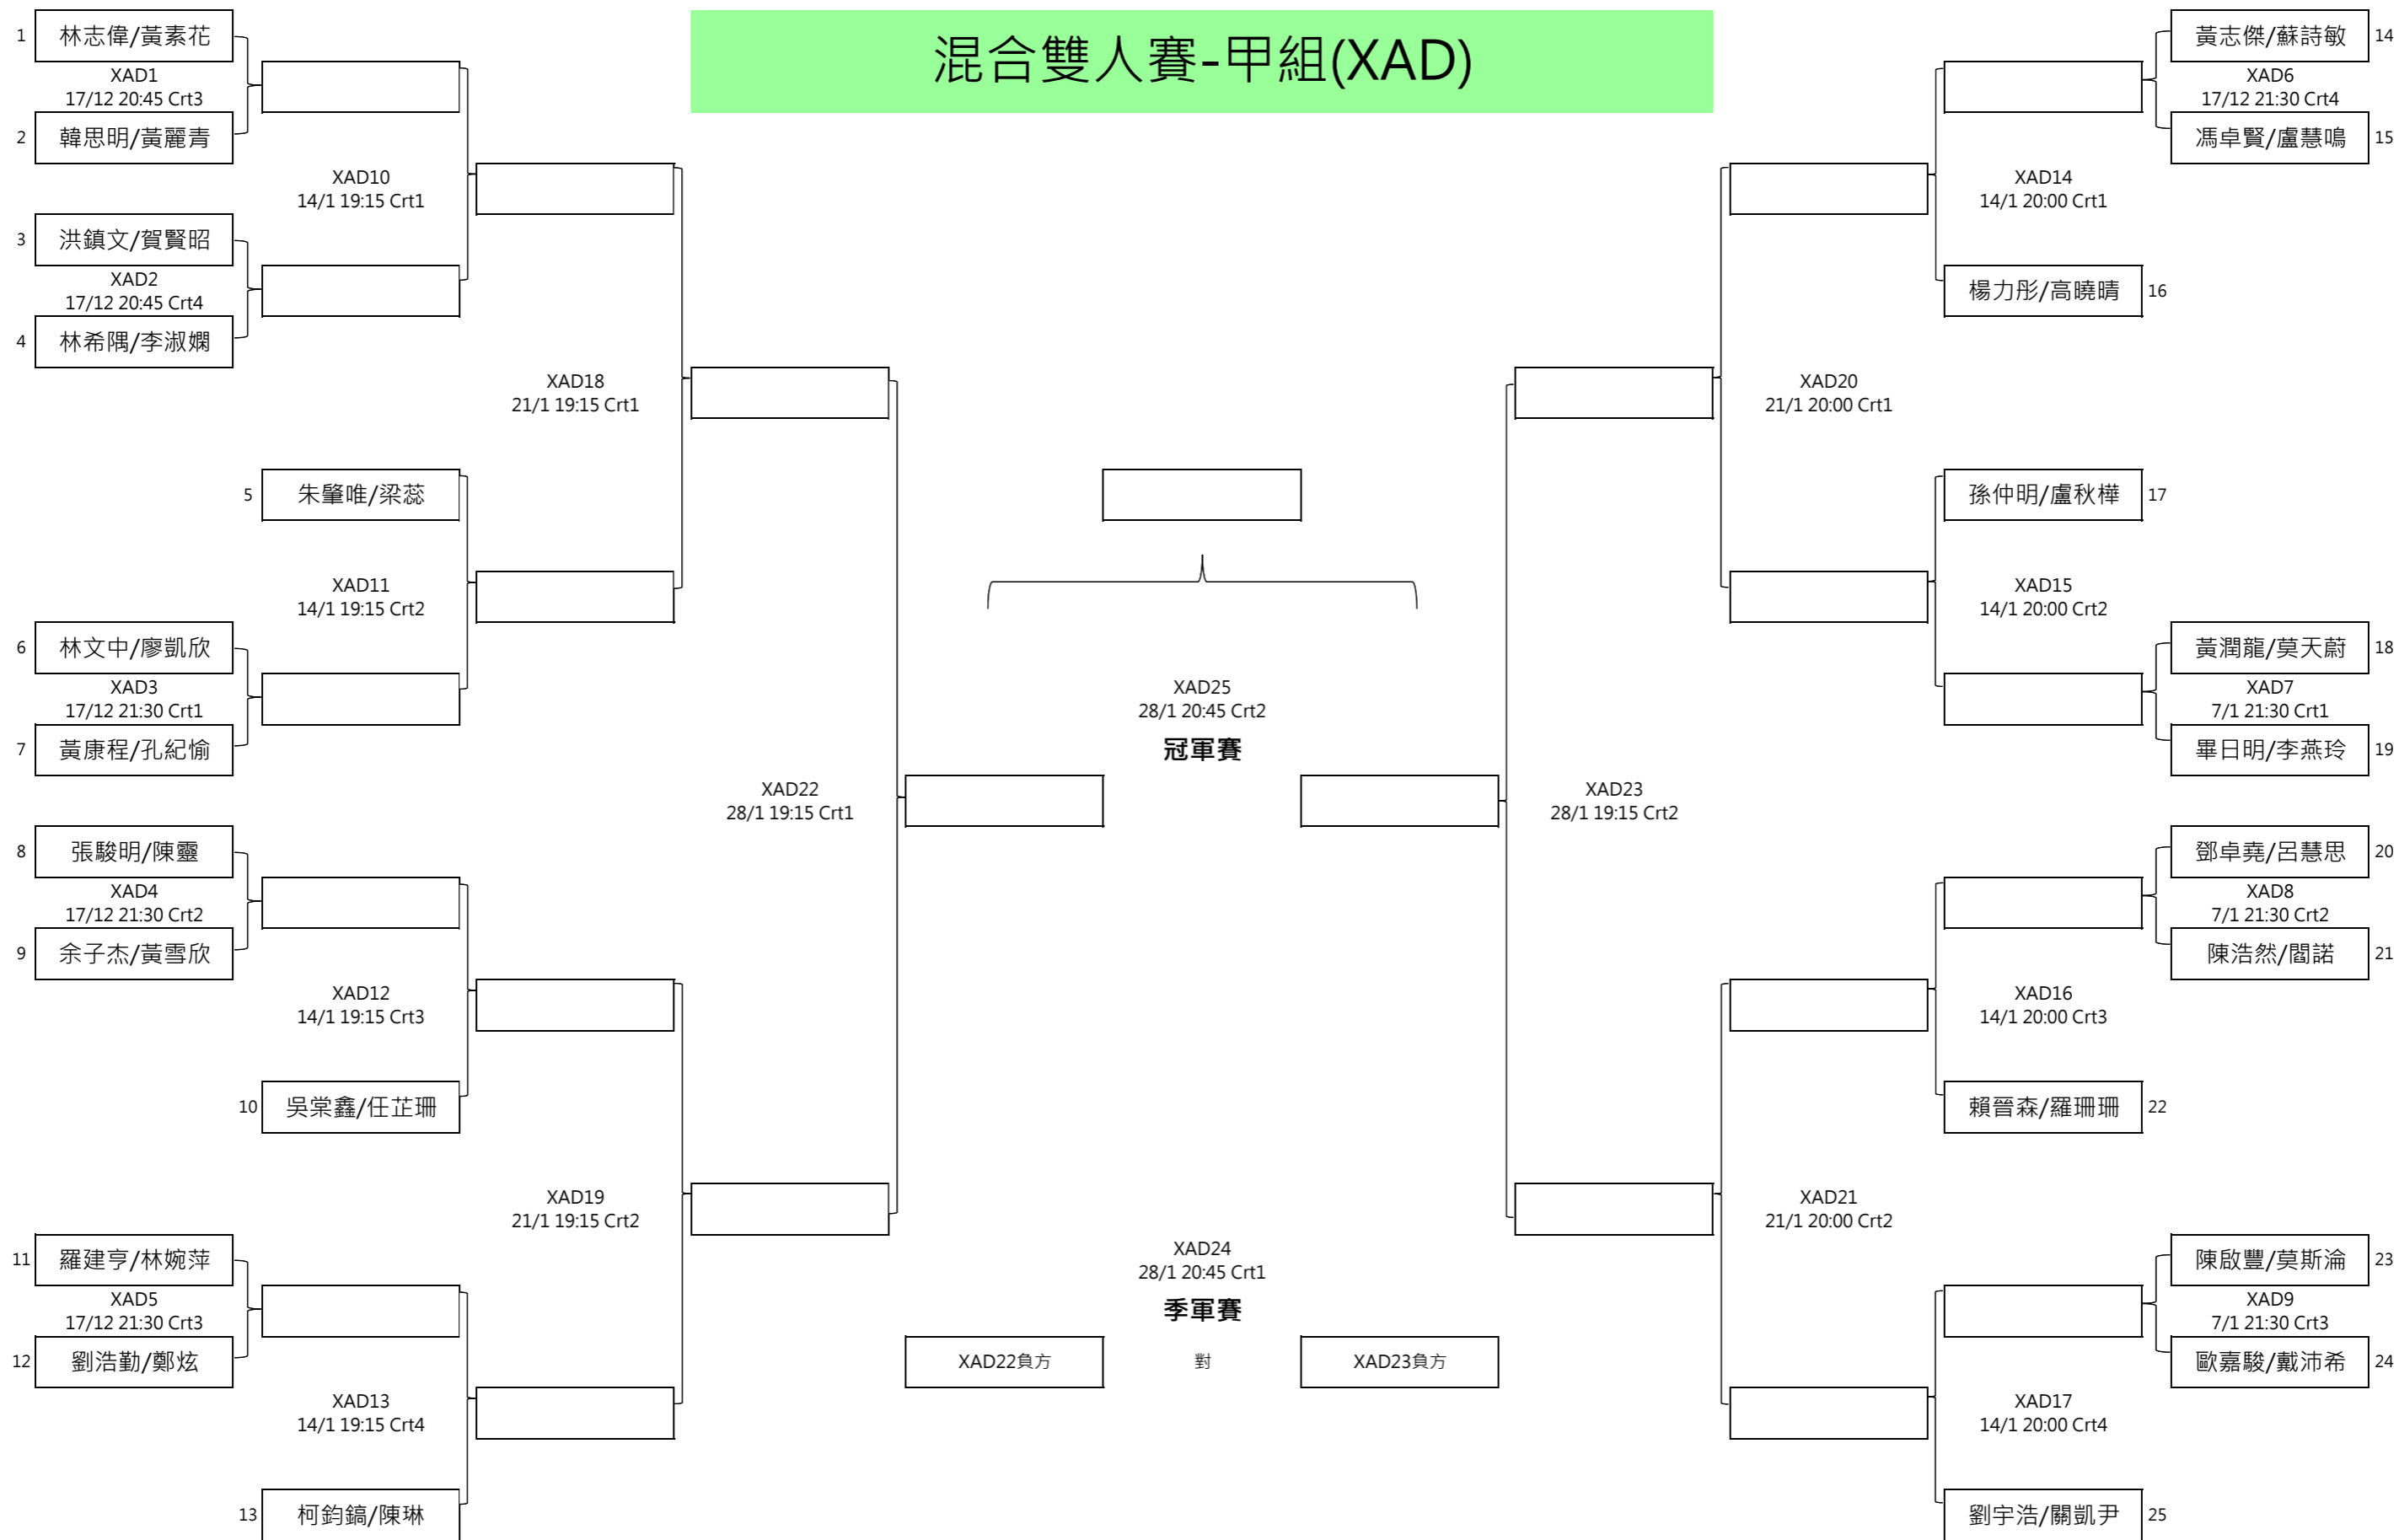 混合雙人賽-甲組(XAD)
1 林志偉/黃素花
XAD1
17/12 20:45 Crt3
2 韓思明/黃麗青
XAD10
14/1 19:15 Crt1
3 洪鎮文/賀賢昭
XAD2
17/12 20:45 Crt4
4 林希隅/李淑嫻
XAD18
21/1 19:15 Crt1
5 朱肇唯/梁蕊
XAD11
14/1 19:15 Crt2
6 林文中/廖凱欣
XAD3
17/12 21:30 Crt1
7 黃康程/孔紀愉
XAD22
28/1 19:15 Crt1
8 張駿明/陳靈
XAD4
17/12 21:30 Crt2
9 余子杰/黃雪欣
XAD12
14/1 19:15 Crt3
10 吳棠鑫/任芷珊
XAD19
21/1 19:15 Crt2
11 羅建亨/林婉萍
XAD5
17/12 21:30 Crt3
12 劉浩勤/鄭炫
XAD13
14/1 19:15 Crt4
13 柯鈞鎬/陳琳
XAD25
28/1 20:45 Crt2
冠軍賽
XAD24
28/1 20:45 Crt1
季軍賽
XAD22負方 對 XAD23負方
黃志傑/蘇詩敏 14
XAD6
17/12 21:30 Crt4
馮卓賢/盧慧鳴 15
XAD14
14/1 20:00 Crt1
楊力彤/高曉晴 16
XAD20
21/1 20:00 Crt1
孫仲明/盧秋樺 17
XAD15
14/1 20:00 Crt2
黃潤龍/莫天蔚 18
XAD7
7/1 21:30 Crt1
畢日明/李燕玲 19
XAD23
28/1 19:15 Crt2
鄧卓堯/呂慧思 20
XAD8
7/1 21:30 Crt2
陳浩然/閻諾 21
XAD16
14/1 20:00 Crt3
賴晉森/羅珊珊 22
XAD21
21/1 20:00 Crt2
陳啟豐/莫斯淪 23
XAD9
7/1 21:30 Crt3
歐嘉駿/戴沛希 24
XAD17
14/1 20:00 Crt4
劉宇浩/關凱尹 25